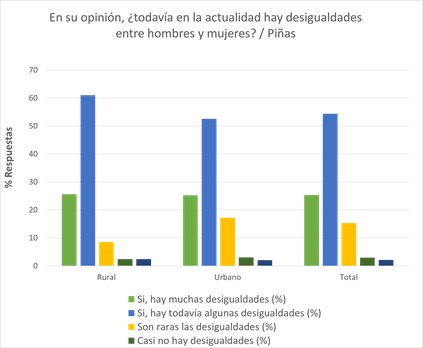 En su opinión, ¿todavía en la actualidad hay desigualdades
entre hombres y mujeres? / Piñas
% Respuestas
70
60
50
40
30
20
10
0
Rural
Urbano
Total
Si, hay muchas desigualdades (%)
Si, hay todavía algunas desigualdades (%)
Son raras las desigualdades (%)
Casi no hay desigualdades (%)